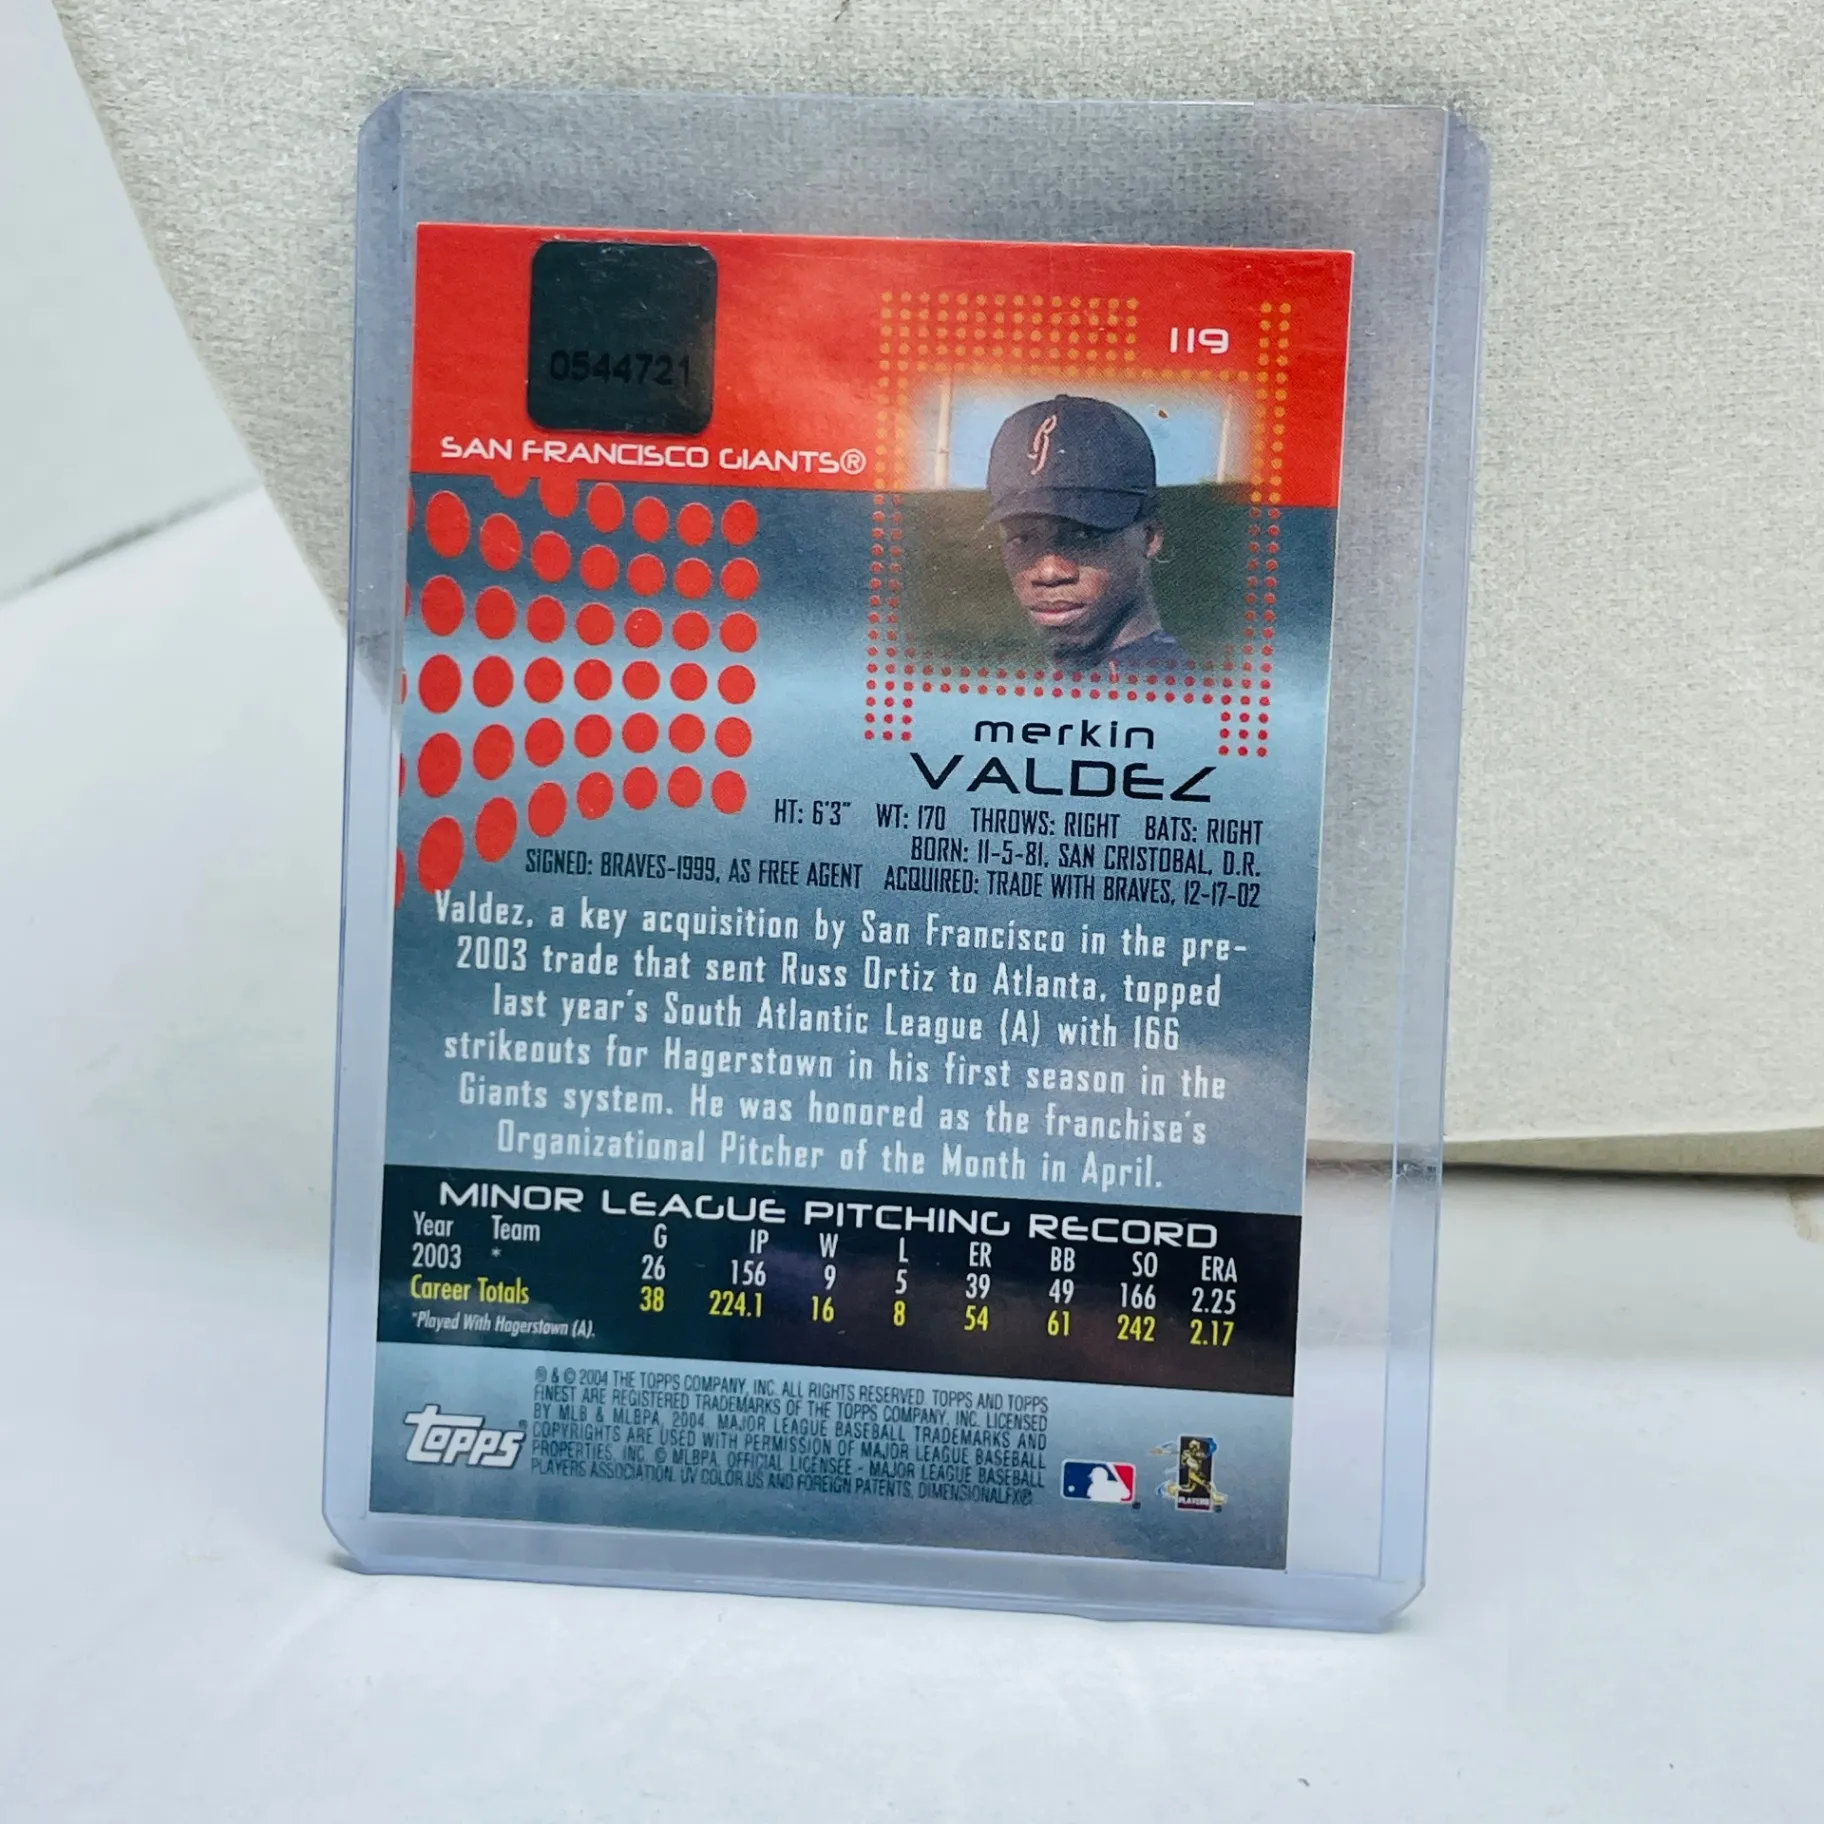 0544721
119
SAN FRANCISCO GIANTS®
merkin
VALDEZ
HT: 6'3" WT: 170 THROWS: RIGHT BATS: RIGHT
BORN: 11-5-81, SAN CRISTOBAL, D.R.
SIGNED: BRAVES-1999, AS FREE AGENT ACQUIRED: TRADE WITH BRAVES, 12-17-02
Valdez, a key acquisition by San Francisco in the pre-
2003 trade that sent Russ Ortiz to Atlanta, topped
last year's South Atlantic League (A) with 166
strikeouts for Hagerstown in his first season in the
Giants system. He was honored as the franchise's
Organizational Pitcher of the Month in April.
MINOR LEAGUE PITCHING RECORD
Year Team G IP W L ER BB SO ERA
2003 * 26 156 9 5 39 49 166 2.25
Career Totals 38 224.1 16 8 54 61 242 2.17
*Played With Hagerstown (A).
® & © 2004 THE TOPPS COMPANY, INC. ALL RIGHTS RESERVED. TOPPS AND TOPPS
FINEST ARE REGISTERED TRADEMARKS OF THE TOPPS COMPANY, INC. LICENSED
BY MLB & MLBPA, 2004. MAJOR LEAGUE BASEBALL TRADEMARKS AND
COPYRIGHTS ARE USED WITH PERMISSION OF MAJOR LEAGUE BASEBALL
PROPERTIES, INC. © MLBPA. OFFICIAL LICENSEE - MAJOR LEAGUE BASEBALL
PLAYERS ASSOCIATION. UV COLOR US AND FOREIGN PATENTS, DIMENSIONALFX®.
topps®
PLAYERS